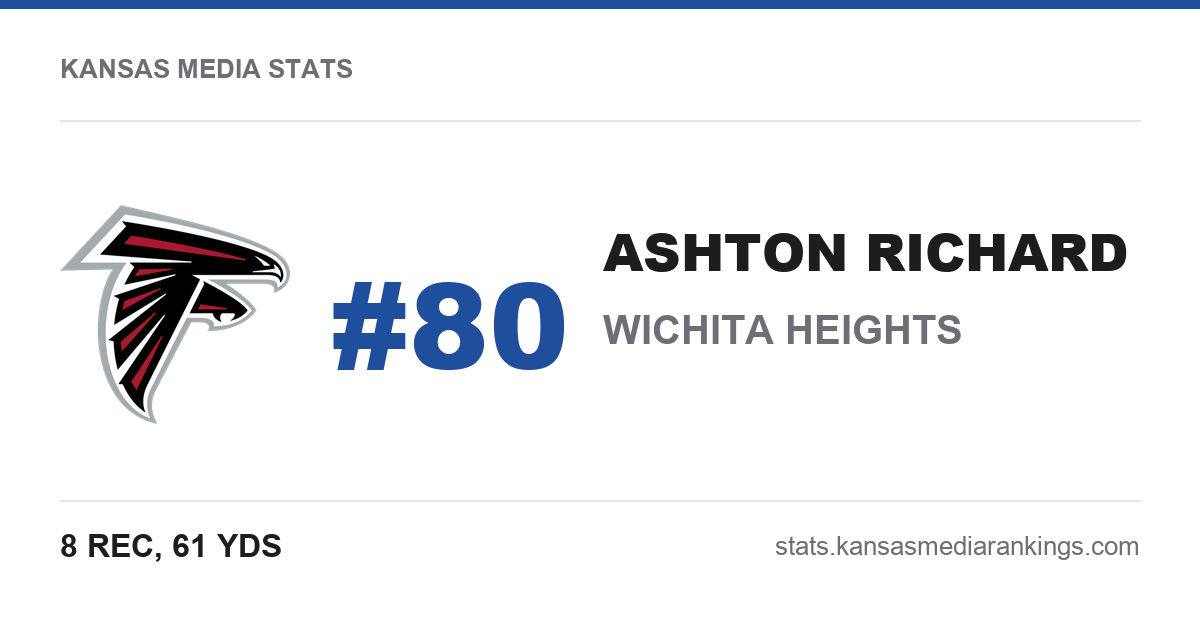 KANSAS MEDIA STATS
#80
ASHTON RICHARD
WICHITA HEIGHTS
8 REC, 61 YDS
stats.kansasmediarankings.com